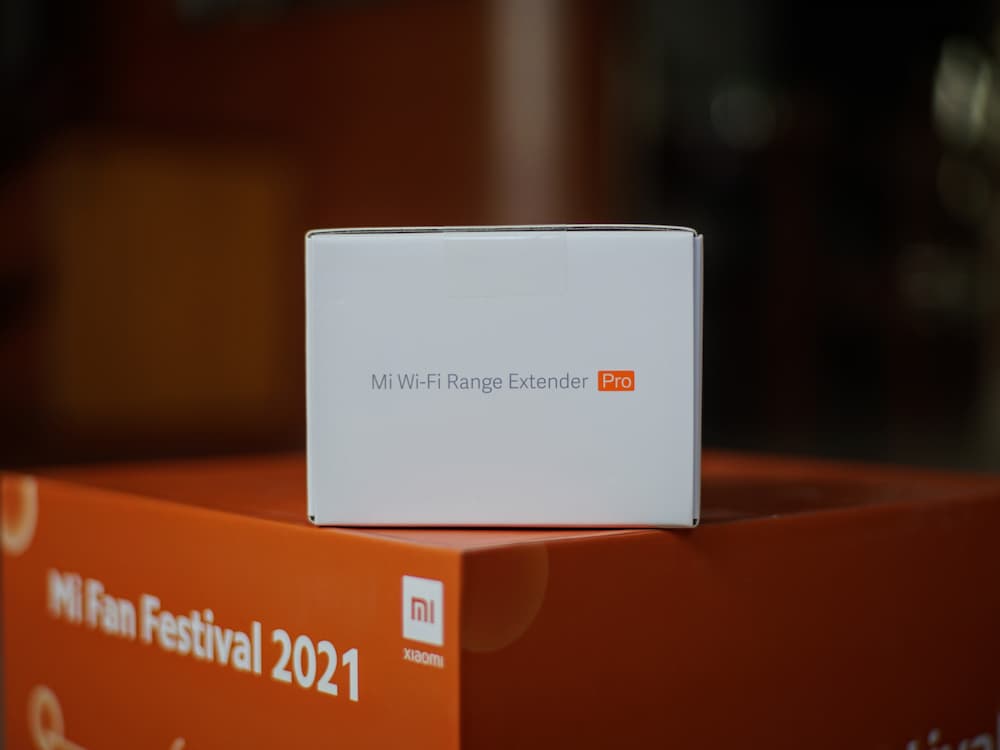 Mi Wi-Fi Range Extender Pro
Mi Fan Festival 2021
mi
xiaomi